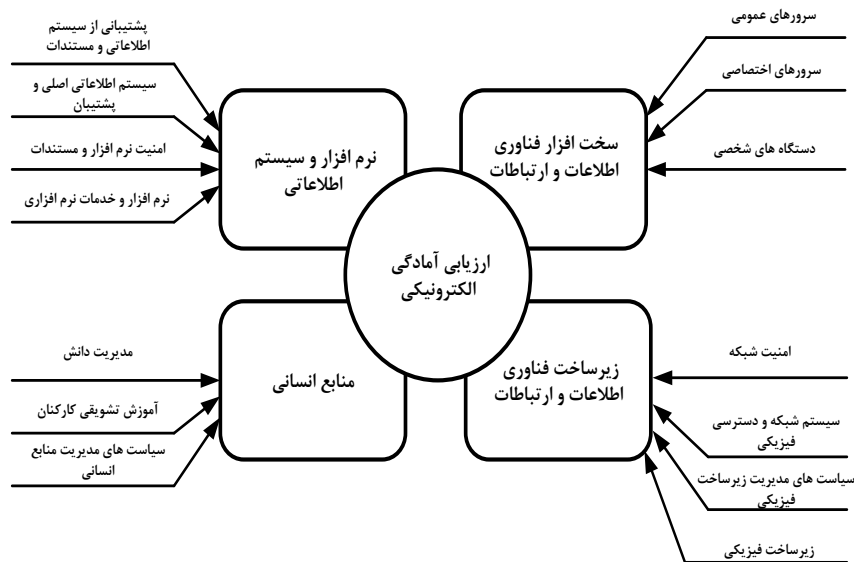 سرورهای عمومی
سرورهای اختصاصی
دستگاه های شخصی
سخت افزار فناوری
اطلاعات و ارتباطات
پشتیبانی از سیستم
اطلاعاتی و مستندات
سیستم اطلاعاتی اصلی و
پشتیبان
امنیت نرم افزار و مستندات
نرم افزار و خدمات نرم افزاری
نرم افزار و سیستم
اطلاعاتی
ارزیابی آمادگی
الکترونیکی
زیرساخت فناوری
اطلاعات و ارتباطات
امنیت شبکه
سیستم شبکه و دسترسی
فیزیکی
سیاست های مدیریت زیرساخت
فیزیکی
زیرساخت فیزیکی
منابع انسانی
مدیریت دانش
آموزش تشویقی کارکنان
سیاست های مدیریت منابع
انسانی